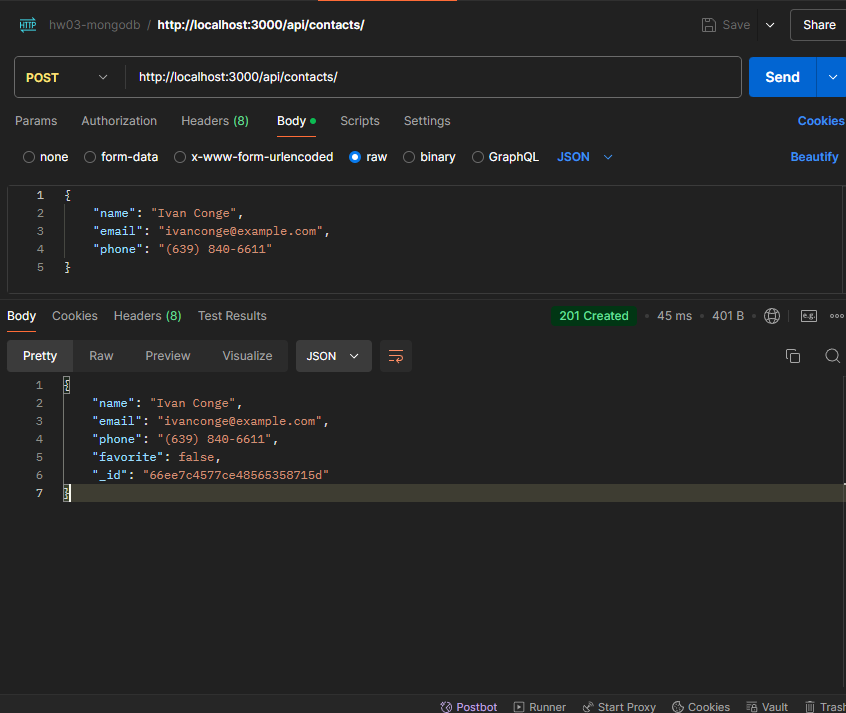 HTTP hw03-mongodb / http://localhost:3000/api/contacts/ Save Share
POST http://localhost:3000/api/contacts/ Send
Params Authorization Headers (8) Body Scripts Settings Cookies
none form-data x-www-form-urlencoded raw binary GraphQL JSON Beautify
1 {
2 "name": "Ivan Conge",
3 "email": "ivanconge@example.com",
4 "phone": "(639) 840-6611"
5 }
Body Cookies Headers (8) Test Results 201 Created 45 ms 401 B e.g.
Pretty Raw Preview Visualize JSON
1 {
2 "name": "Ivan Conge",
3 "email": "ivanconge@example.com",
4 "phone": "(639) 840-6611",
5 "favorite": false,
6 "_id": "66ee7c4577ce48565358715d"
7 }
Postbot Runner Start Proxy Cookies Vault Trash